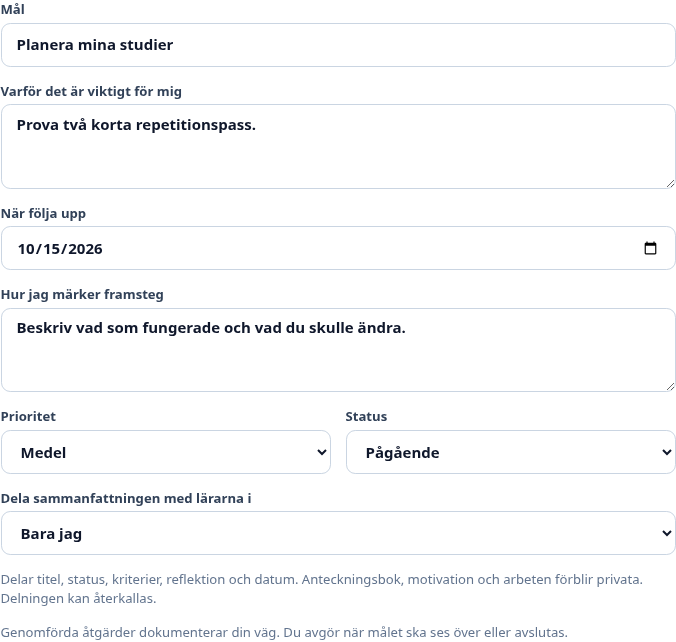 Mål
Planera mina studier
Varför det är viktigt för mig
Prova två korta repetitionspass.
När följa upp
10/15/2026
Hur jag märker framsteg
Beskriv vad som fungerade och vad du skulle ändra.
Prioritet
Status
Medel
Pågående
Dela sammanfattningen med lärarna i
Bara jag
Delar titel, status, kriterier, reflektion och datum. Anteckningsbok, motivation och arbeten förblir privata.
Delningen kan återkallas.
Genomförda åtgärder dokumenterar din väg. Du avgör när målet ska ses över eller avslutas.